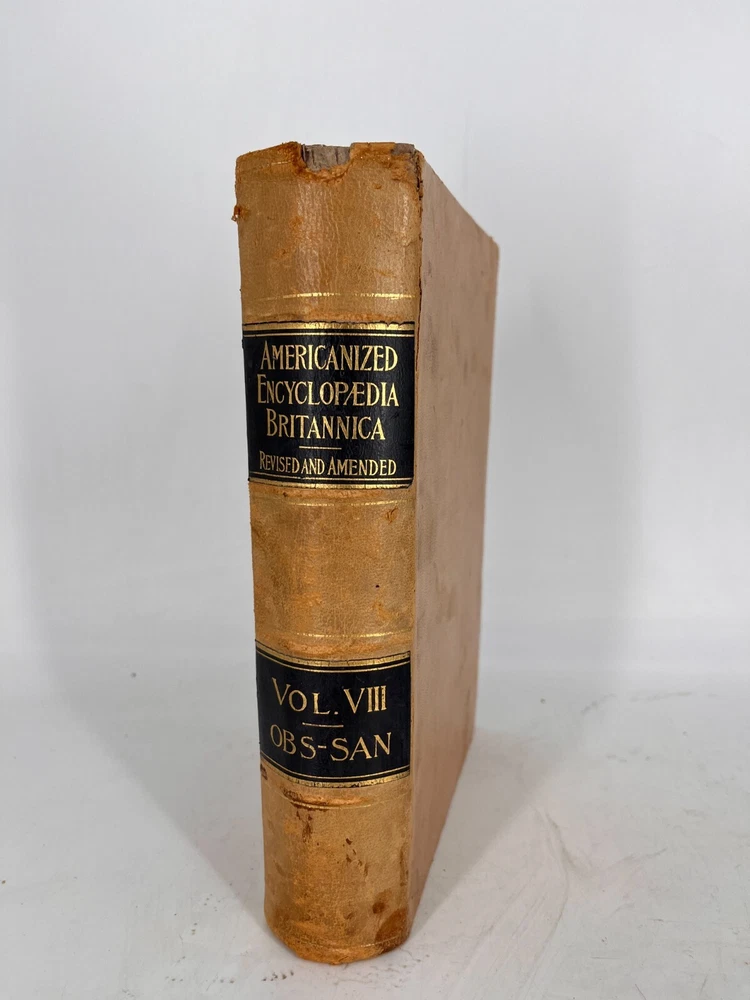 AMERICANIZED
ENCYCLOPÆDIA
BRITANNICA
REVISED AND AMENDED
VOL. VIII
OBS-SAN